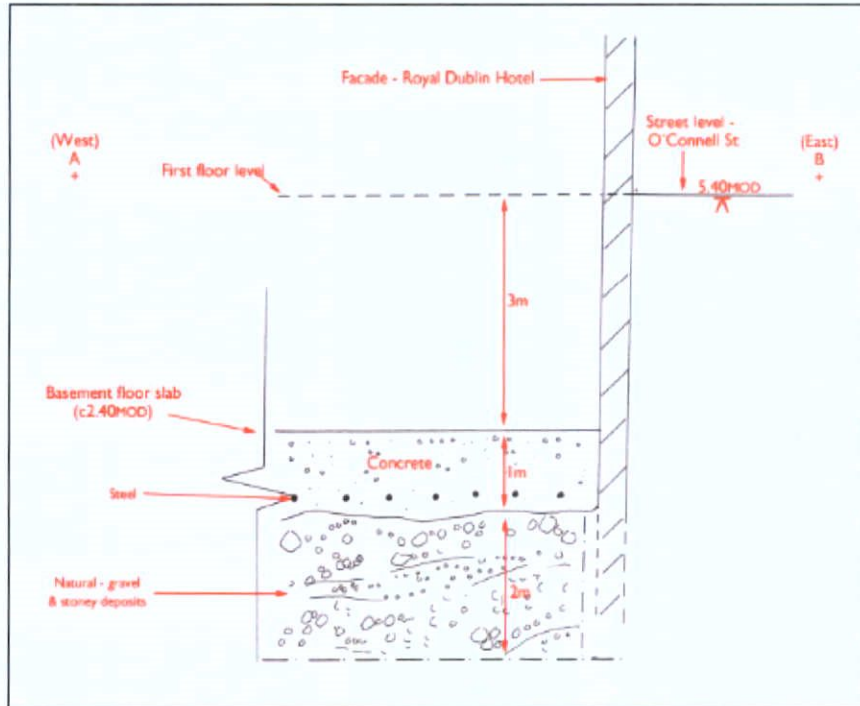 Facade - Royal Dublin Hotel
Street level -
O'Connell St
(West)
A
+
(East)
B
+
First floor level
5.40MOD
3m
Basement floor slab
(c2.40MOD)
Concrete
1m
Steel
Natural - gravel
& stoney deposits
2m